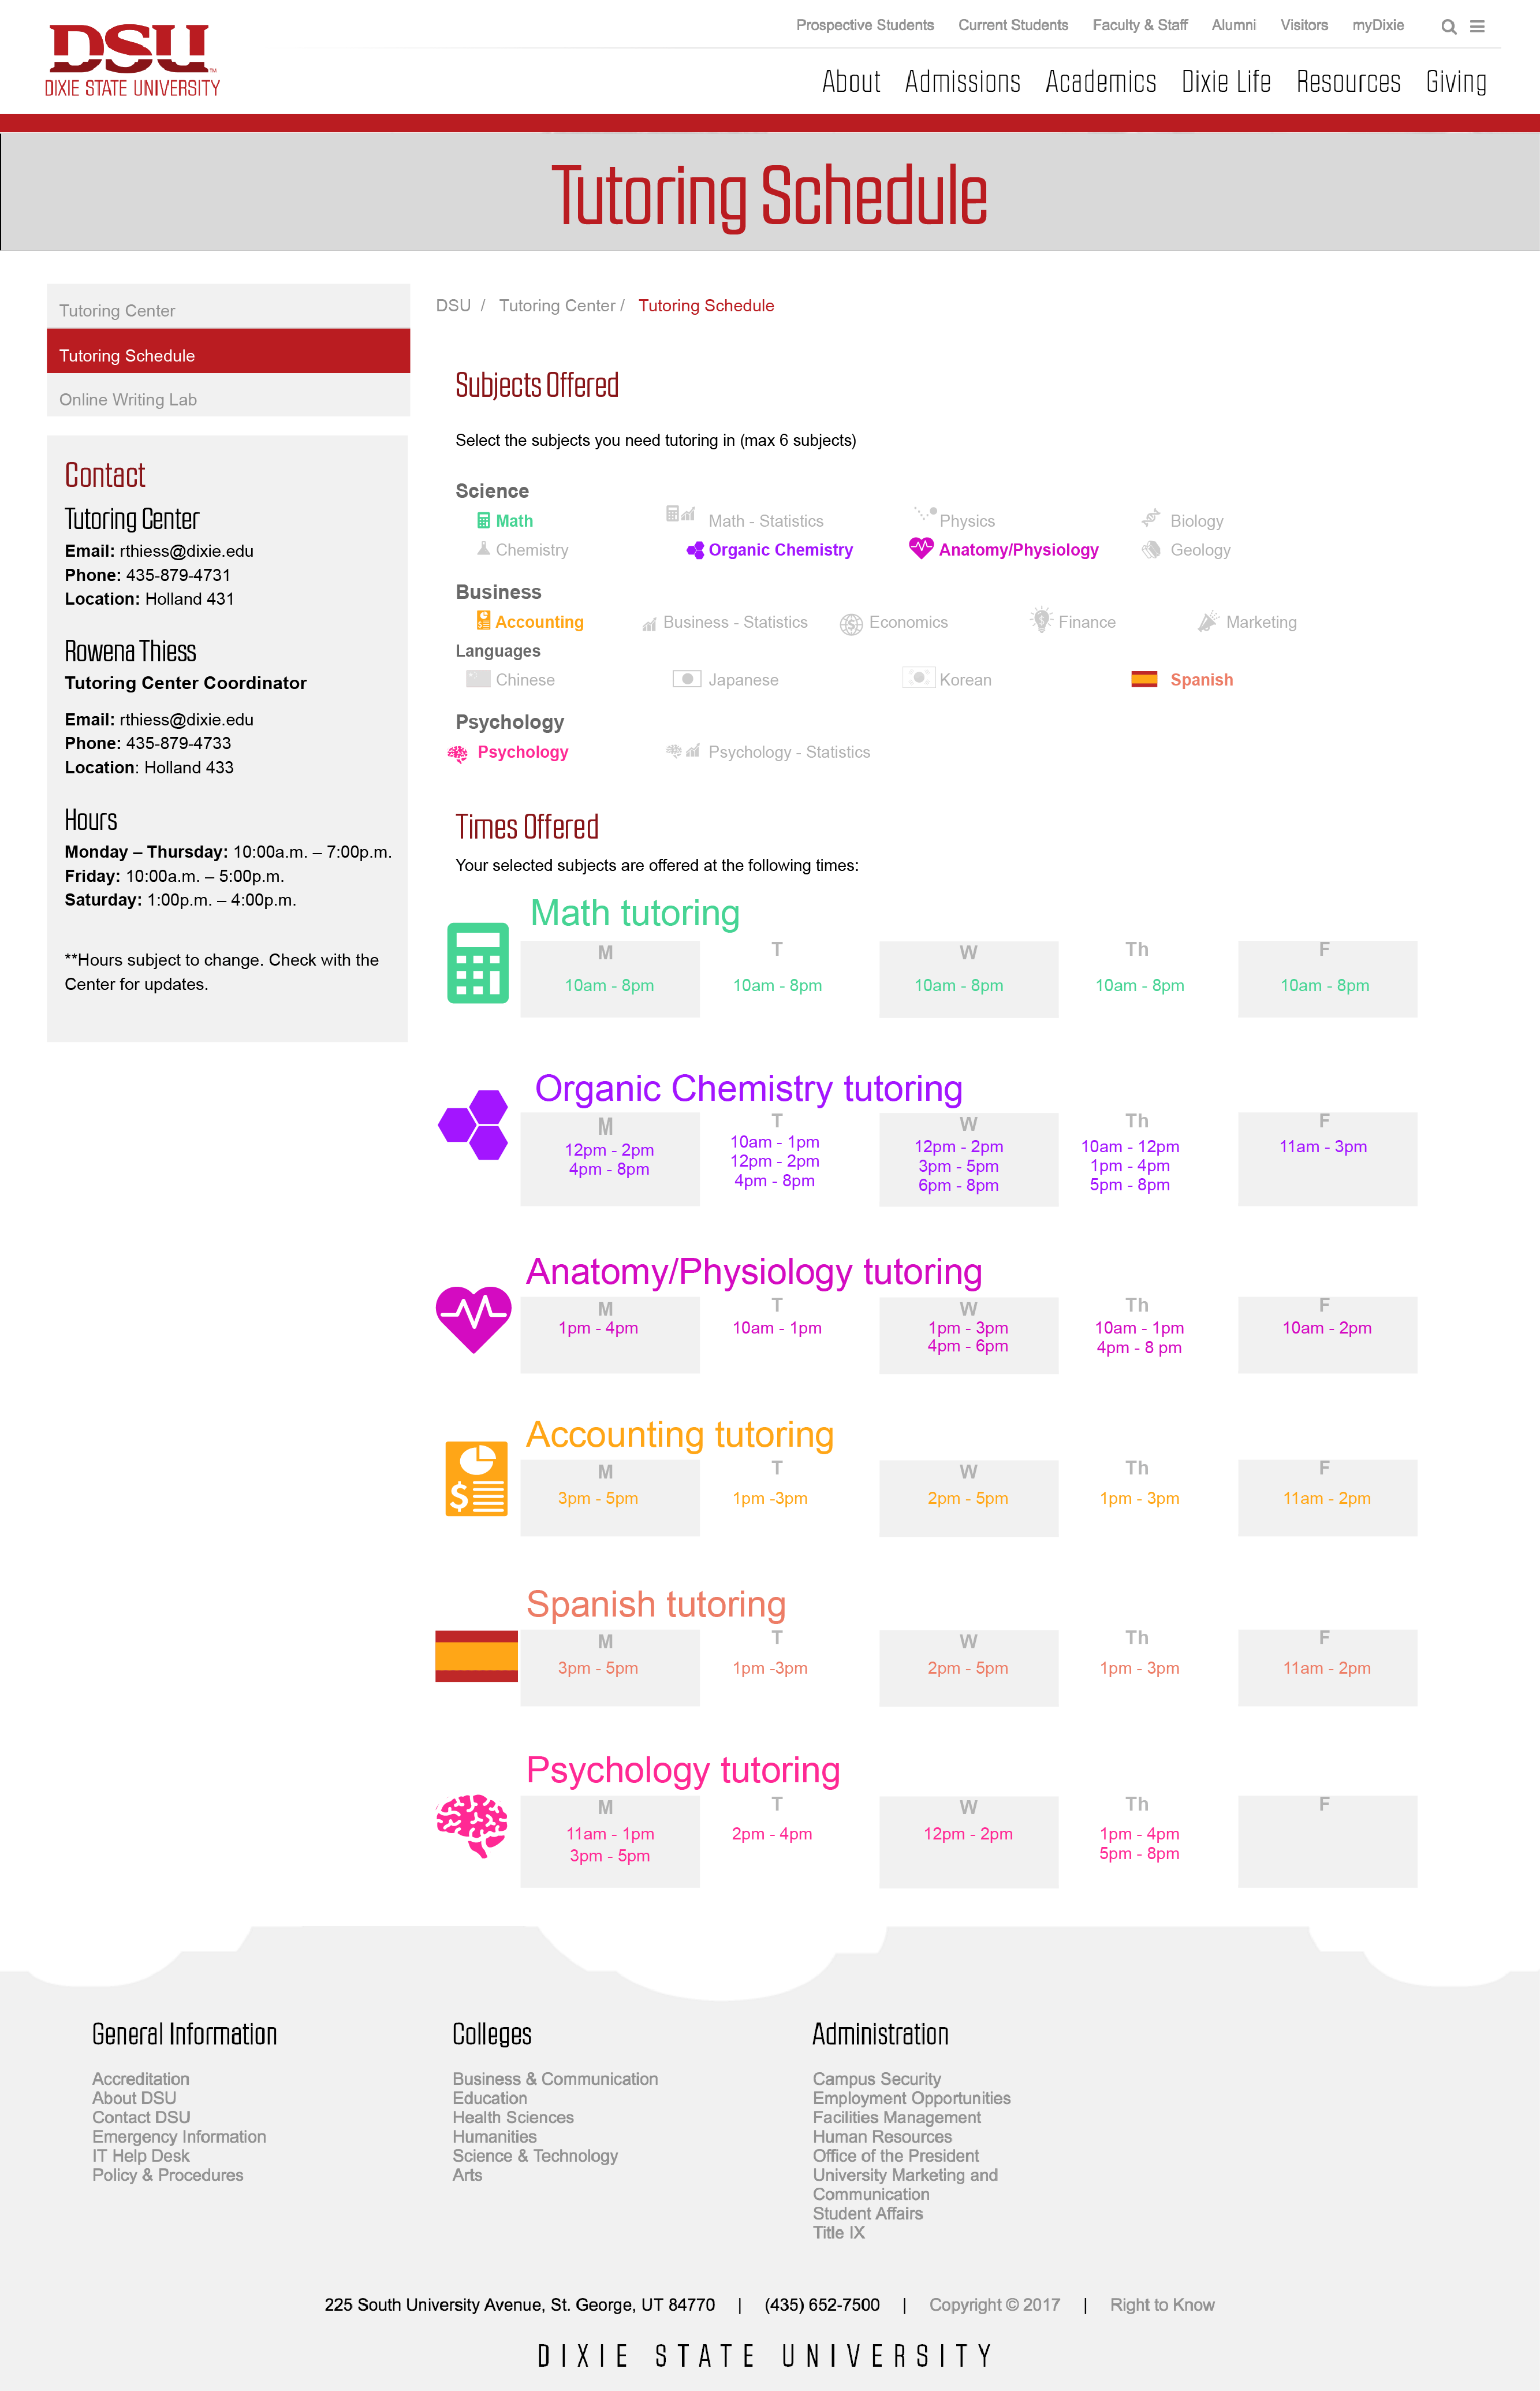 DSU
DIXIE STATE UNIVERSITY
Prospective Students Current Students Faculty & Staff Alumni Visitors myDixie
About Admissions Academics Dixie Life Resources Giving
Tutoring Schedule
Tutoring Center
Tutoring Schedule
Online Writing Lab
Contact
Tutoring Center
Email: rthiess@dixie.edu
Phone: 435-879-4731
Location: Holland 431
Rowena Thiess
Tutoring Center Coordinator
Email: rthiess@dixie.edu
Phone: 435-879-4733
Location: Holland 433
Hours
Monday – Thursday: 10:00a.m. – 7:00p.m.
Friday: 10:00a.m. – 5:00p.m.
Saturday: 1:00p.m. – 4:00p.m.
**Hours subject to change. Check with the
Center for updates.
DSU / Tutoring Center / Tutoring Schedule
Subjects Offered
Select the subjects you need tutoring in (max 6 subjects)
Science
Math Math - Statistics Physics Biology
Chemistry Organic Chemistry Anatomy/Physiology Geology
Business
Accounting Business - Statistics Economics Finance Marketing
Languages
Chinese Japanese Korean Spanish
Psychology
Psychology Psychology - Statistics
Times Offered
Your selected subjects are offered at the following times:
Math tutoring
M T W Th F
10am - 8pm 10am - 8pm 10am - 8pm 10am - 8pm 10am - 8pm
Organic Chemistry tutoring
M T W Th F
12pm - 2pm 10am - 1pm 12pm - 2pm 10am - 12pm 11am - 3pm
4pm - 8pm 12pm - 2pm 3pm - 5pm 1pm - 4pm
4pm - 8pm 6pm - 8pm 5pm - 8pm
Anatomy/Physiology tutoring
M T W Th F
1pm - 4pm 10am - 1pm 1pm - 3pm 10am - 1pm 10am - 2pm
4pm - 6pm 4pm - 8 pm
Accounting tutoring
M T W Th F
3pm - 5pm 1pm -3pm 2pm - 5pm 1pm - 3pm 11am - 2pm
Spanish tutoring
M T W Th F
3pm - 5pm 1pm -3pm 2pm - 5pm 1pm - 3pm 11am - 2pm
Psychology tutoring
M T W Th F
11am - 1pm 2pm - 4pm 12pm - 2pm 1pm - 4pm
3pm - 5pm 5pm - 8pm
General Information
Accreditation
About DSU
Contact DSU
Emergency Information
IT Help Desk
Policy & Procedures
Colleges
Business & Communication
Education
Health Sciences
Humanities
Science & Technology
Arts
Administration
Campus Security
Employment Opportunities
Facilities Management
Human Resources
Office of the President
University Marketing and
Communication
Student Affairs
Title IX
225 South University Avenue, St. George, UT 84770 | (435) 652-7500 | Copyright © 2017 | Right to Know
DIXIE STATE UNIVERSITY